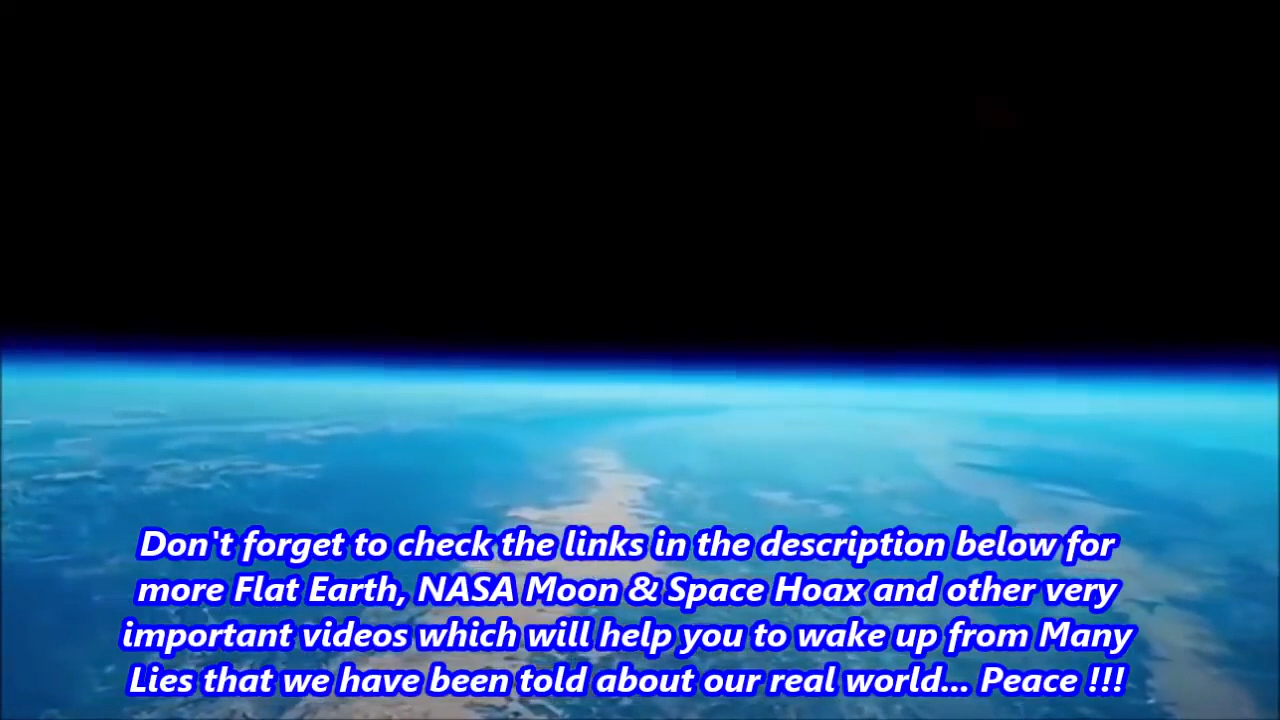 Don't forget to check the links in the description below for
more Flat Earth, NASA Moon & Space Hoax and other very
important videos which will help you to wake up from Many
Lies that we have been told about our real world... Peace !!!